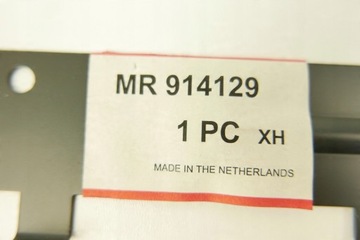 MR 914129
1 PC XH
MADE IN THE NETHERLANDS